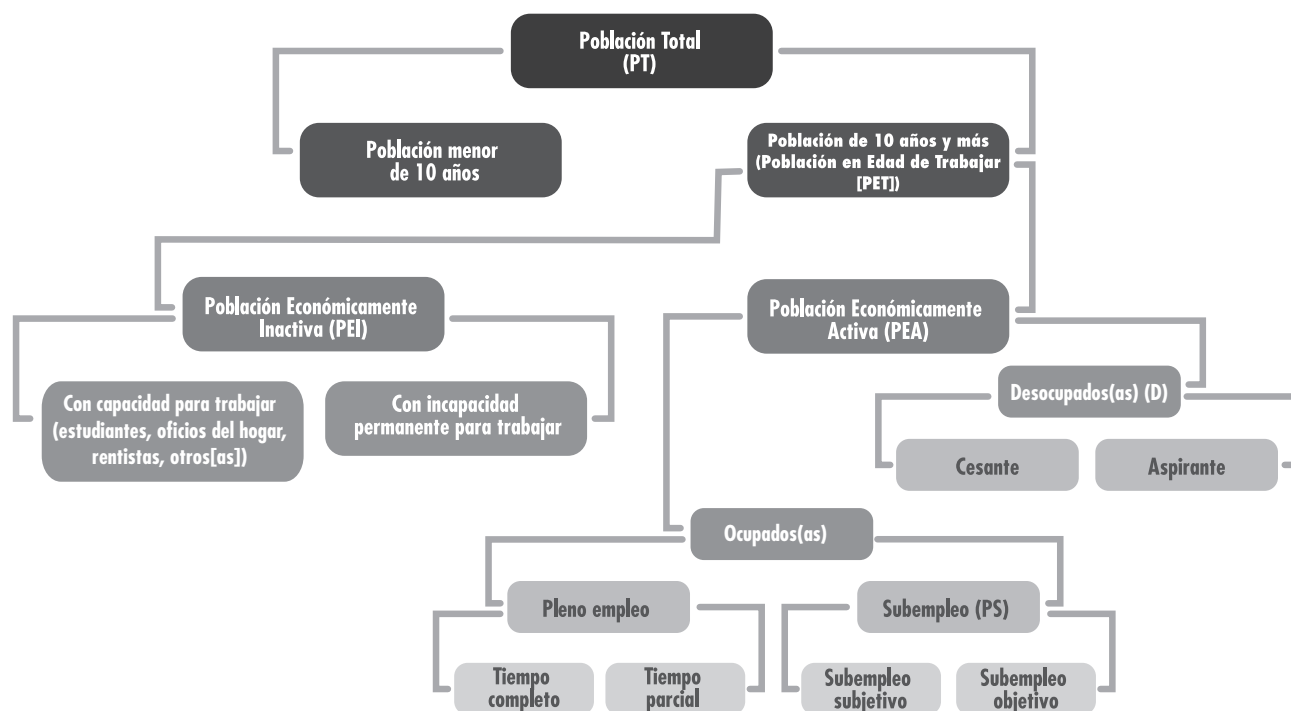 Población Total
(PT)
Población menor
de 10 años
Población de 10 años y más
(Población en Edad de Trabajar
[PET])
Población Económicamente
Inactiva (PEI)
Población Económicamente
Activa (PEA)
Con capacidad para trabajar
(estudiantes, oficios del hogar,
rentistas, otros[as])
Con incapacidad
permanente para trabajar
Desocupados(as) (D)
Cesante
Aspirante
Ocupados(as)
Pleno empleo
Subempleo (PS)
Tiempo
completo
Tiempo
parcial
Subempleo
subjetivo
Subempleo
objetivo